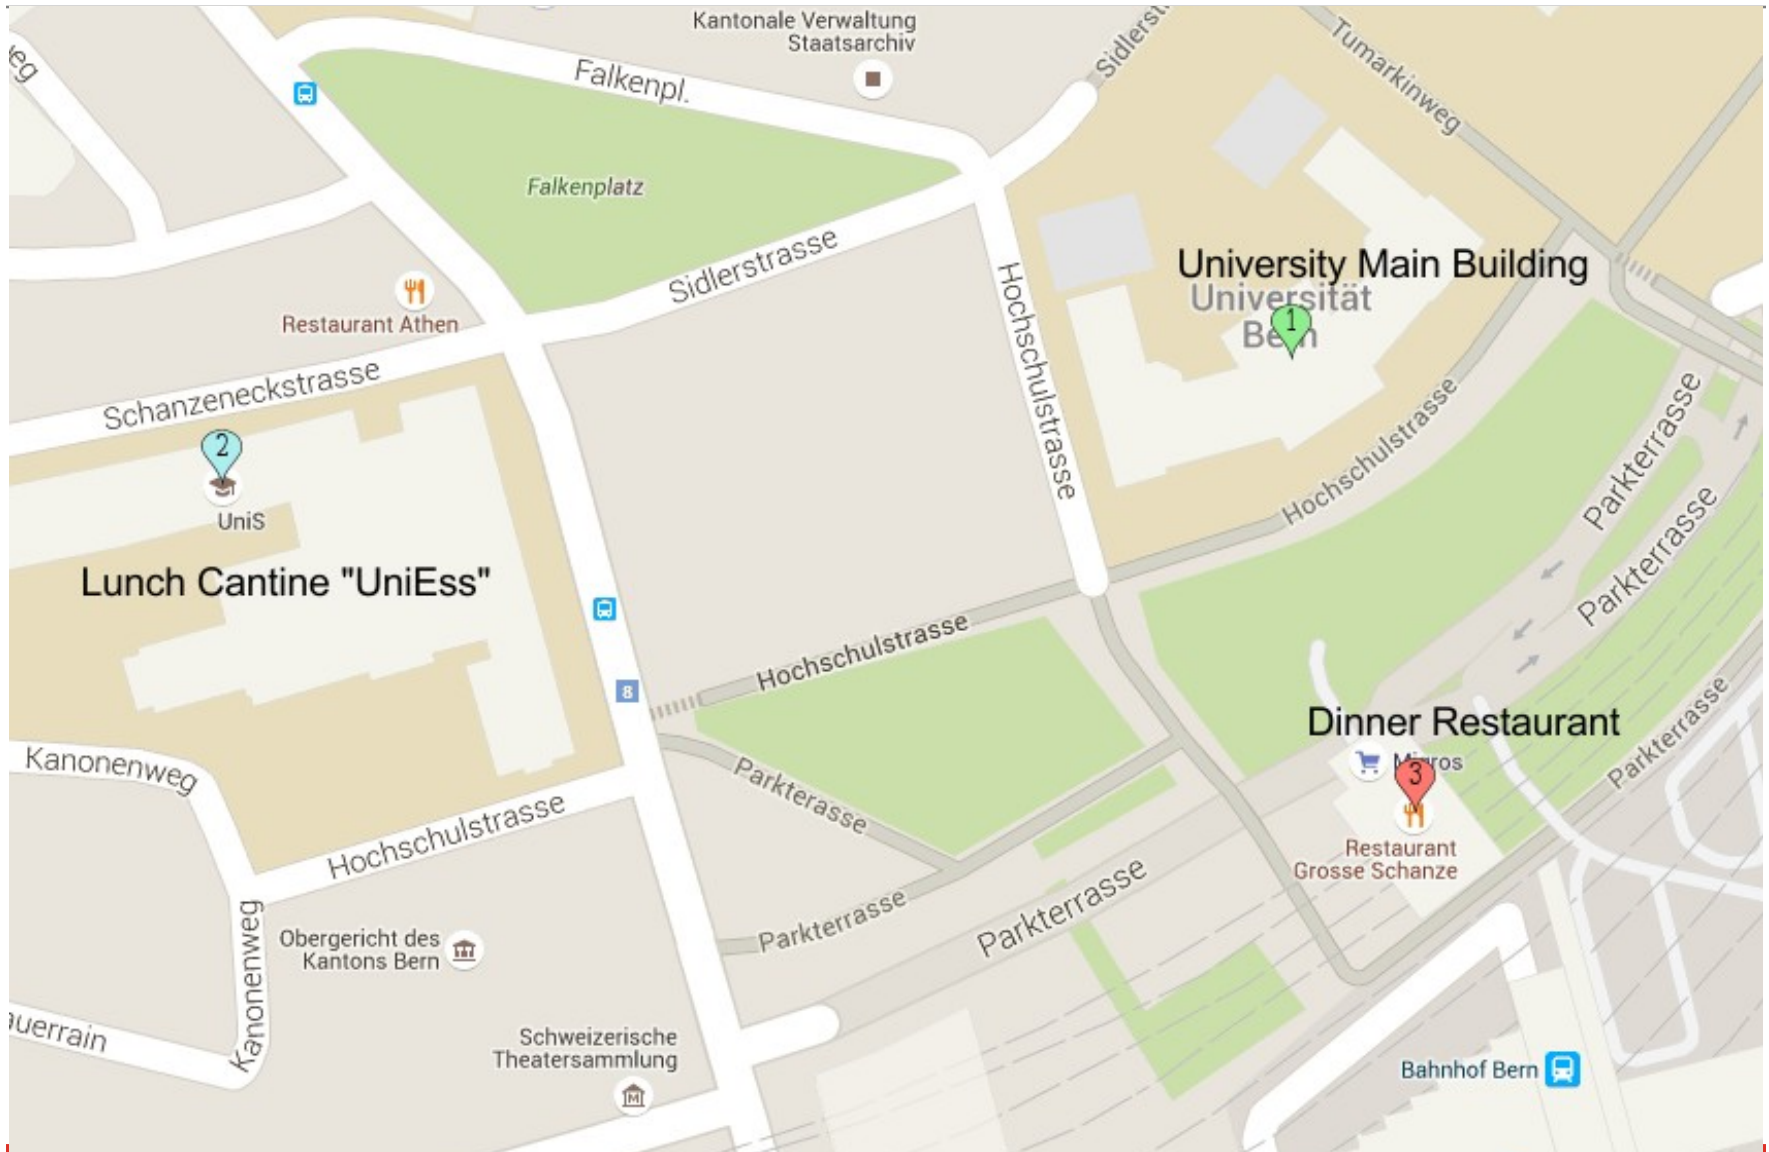 Kantonale Verwaltung
Staatsarchiv
Sidlerst
Tumarkinweg
eg
Falkenpl.
Falkenplatz
Sidlerstrasse
University Main Building
Universität
Bern
1
Restaurant Athen
Hochschulstrasse
Schanzeneckstrasse
2
UniS
Lunch Cantine "UniEss"
Hochschulstrasse
Parkterrasse
Parkterrasse
Hochschulstrasse
8
Dinner Restaurant
Migros
3
Restaurant
Grosse Schanze
Parkterrasse
Kanonenweg
Parkterasse
Hochschulstrasse
Parkterrasse
Parkterrasse
Kanonenweg
Obergericht des
Kantons Bern
auerrain
Schweizerische
Theatersammlung
M
Bahnhof Bern